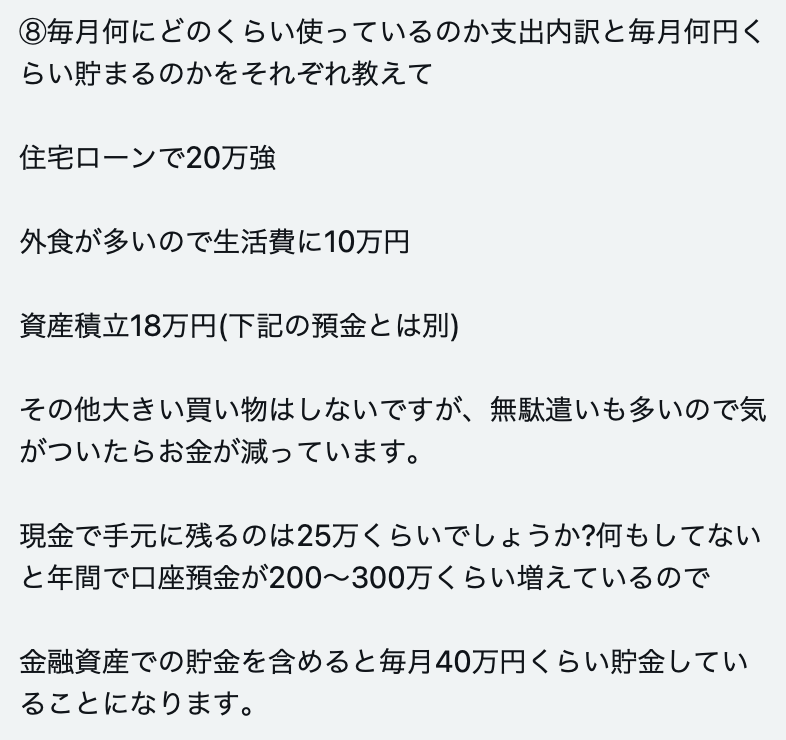 ⑧毎月何にどのくらい使っているのか支出内訳と毎月何円く
らい貯まるのかをそれぞれ教えて
住宅ローンで20万強
外食が多いので生活費に10万円
資産積立18万円(下記の預金とは別)
その他大きい買い物はしないですが、無駄遣いも多いので気
がついたらお金が減っています。
現金で手元に残るのは25万くらいでしょうか?何もしてない
と年間で口座預金が200〜300万くらい増えているので
金融資産での貯金を含めると毎月40万円くらい貯金してい
ることになります。